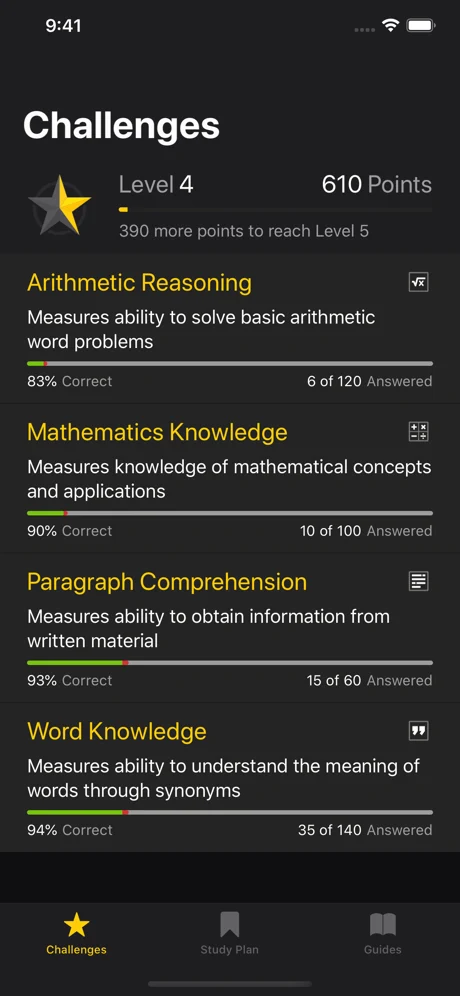 9:41
Challenges
Level 4
610 Points
390 more points to reach Level 5
Arithmetic Reasoning
Measures ability to solve basic arithmetic
word problems
83% Correct
6 of 120 Answered
Mathematics Knowledge
Measures knowledge of mathematical concepts
and applications
90% Correct
10 of 100 Answered
Paragraph Comprehension
Measures ability to obtain information from
written material
93% Correct
15 of 60 Answered
Word Knowledge
Measures ability to understand the meaning of
words through synonyms
94% Correct
35 of 140 Answered
Challenges
Study Plan
Guides